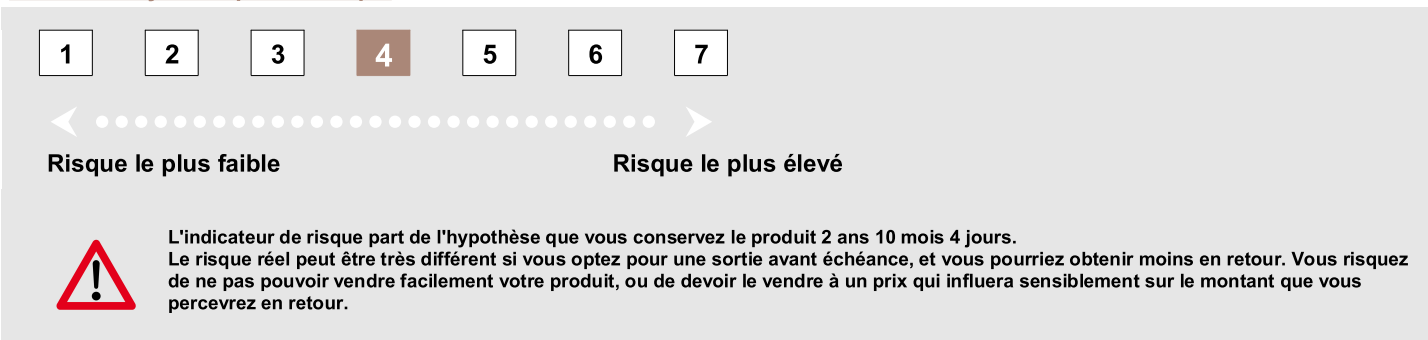 1 2 3 4 5 6 7
Risque le plus faible Risque le plus élevé
L'indicateur de risque part de l'hypothèse que vous conservez le produit 2 ans 10 mois 4 jours.
Le risque réel peut être très différent si vous optez pour une sortie avant échéance, et vous pourriez obtenir moins en retour. Vous risquez
de ne pas pouvoir vendre facilement votre produit, ou de devoir le vendre à un prix qui influera sensiblement sur le montant que vous
percevrez en retour.